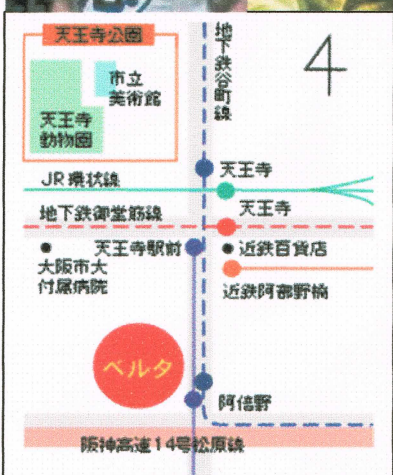 天王寺公園
市立
美術館
天王寺
動物園
地下鉄谷町線
4
天王寺
JR環状線
天王寺
地下鉄御堂筋線
天王寺駅前
近鉄百貨店
大阪市大
付属病院
近鉄阿部野橋
ベルタ
阿倍野
阪神高速14号松原線